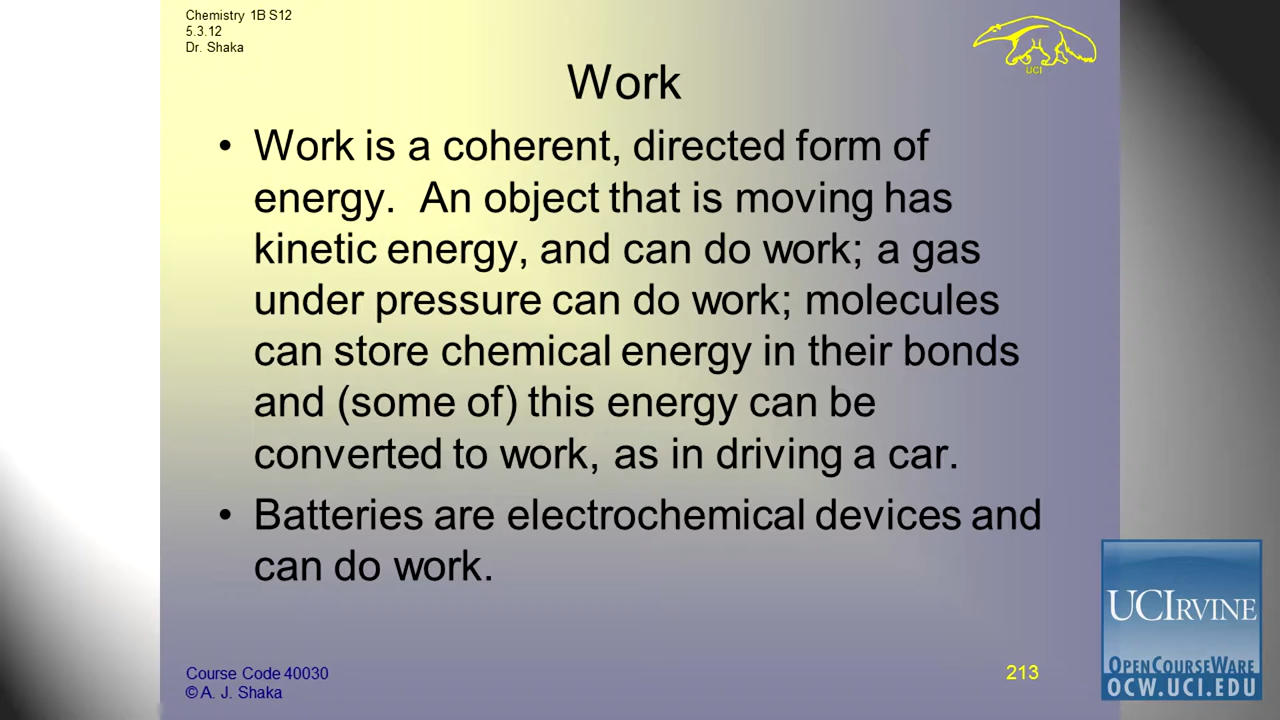 Chemistry 1B S12
5.3.12
Dr. Shaka
UCI
Work
• Work is a coherent, directed form of
energy.  An object that is moving has
kinetic energy, and can do work; a gas
under pressure can do work; molecules
can store chemical energy in their bonds
and (some of) this energy can be
converted to work, as in driving a car.
• Batteries are electrochemical devices and
can do work.
Course Code 40030
© A. J. Shaka
213
UCIRVINE
OPENCOURSEWARE
OCW.UCI.EDU